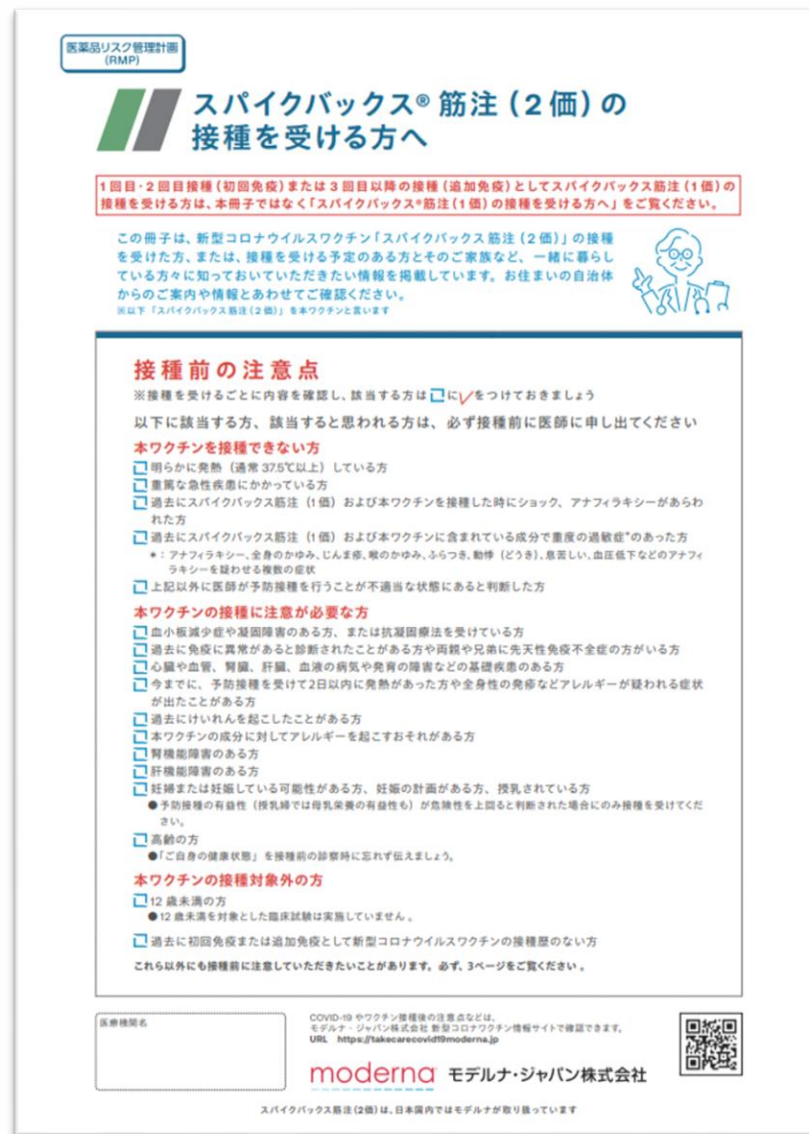 医薬品リスク管理計画
(RMP)
スパイクバックス® 筋注（2価）の
接種を受ける方へ
1回目・2回目接種（初回免疫）または3回目以降の接種（追加免疫）としてスパイクバックス筋注（1価）の
接種を受ける方は、本冊子ではなく「スパイクバックス®筋注（1価）の接種を受ける方へ」をご覧ください。
この冊子は、新型コロナウイルスワクチン「スパイクバックス筋注（2価）」の接種
を受けた方、または、接種を受ける予定のある方とそのご家族など、一緒に暮らし
ている方々に知っておいていただきたい情報を掲載しています。お住まいの自治体
からのご案内や情報とあわせてご確認ください。
※以下「スパイクバックス筋注（2価）」を本ワクチンと言います
接種前の注意点
※接種を受けるごとに内容を確認し、該当する方は□に✓をつけておきましょう
以下に該当する方、該当すると思われる方は、必ず接種前に医師に申し出てください
本ワクチンを接種できない方
明らかに発熱（通常 37.5℃以上）している方
重篤な急性疾患にかかっている方
過去にスパイクバックス筋注（1価）および本ワクチンを接種した時にショック、アナフィラキシーがあらわ
れた方
過去にスパイクバックス筋注（1価）および本ワクチンに含まれている成分で重度の過敏症*のあった方
*：アナフィラキシー、全身のかゆみ、じんま疹、喉のかゆみ、ふらつき、動悸（どうき）、息苦しい、血圧低下などのアナフィ
ラキシーを疑わせる複数の症状
上記以外に医師が予防接種を行うことが不適当な状態にあると判断した方
本ワクチンの接種に注意が必要な方
血小板減少症や凝固障害のある方、または抗凝固療法を受けている方
過去に免疫に異常があると診断されたことがある方や両親や兄弟に先天性免疫不全症の方がいる方
心臓や血管、腎臓、肝臓、血液の病気や発育の障害などの基礎疾患のある方
今までに、予防接種を受けて2日以内に発熱があった方や全身性の発疹などアレルギーが疑われる症状
が出たことがある方
過去にけいれんを起こしたことがある方
本ワクチンの成分に対してアレルギーを起こすおそれがある方
腎機能障害のある方
肝機能障害のある方
妊婦または妊娠している可能性がある方、妊娠の計画がある方、授乳されている方
●予防接種の有益性（授乳婦では母乳栄養の有益性も）が危険性を上回ると判断された場合にのみ接種を受けてくだ
さい。
高齢の方
●「ご自身の健康状態」を接種前の診察時に忘れず伝えましょう。
本ワクチンの接種対象外の方
12 歳未満の方
●12 歳未満を対象とした臨床試験は実施していません。
過去に初回免疫または追加免疫として新型コロナウイルスワクチンの接種歴のない方
これら以外にも接種前に注意していただきたいことがあります。必ず、3ページをご覧ください。
医療機関名
COVID-19 やワクチン接種後の注意点などは、
モデルナ・ジャパン株式会社 新型コロナワクチン情報サイトで確認できます。
URL https://takecarecovid19moderna.jp
moderna モデルナ・ジャパン株式会社
スパイクバックス筋注（2価）は、日本国内ではモデルナが取り扱っています